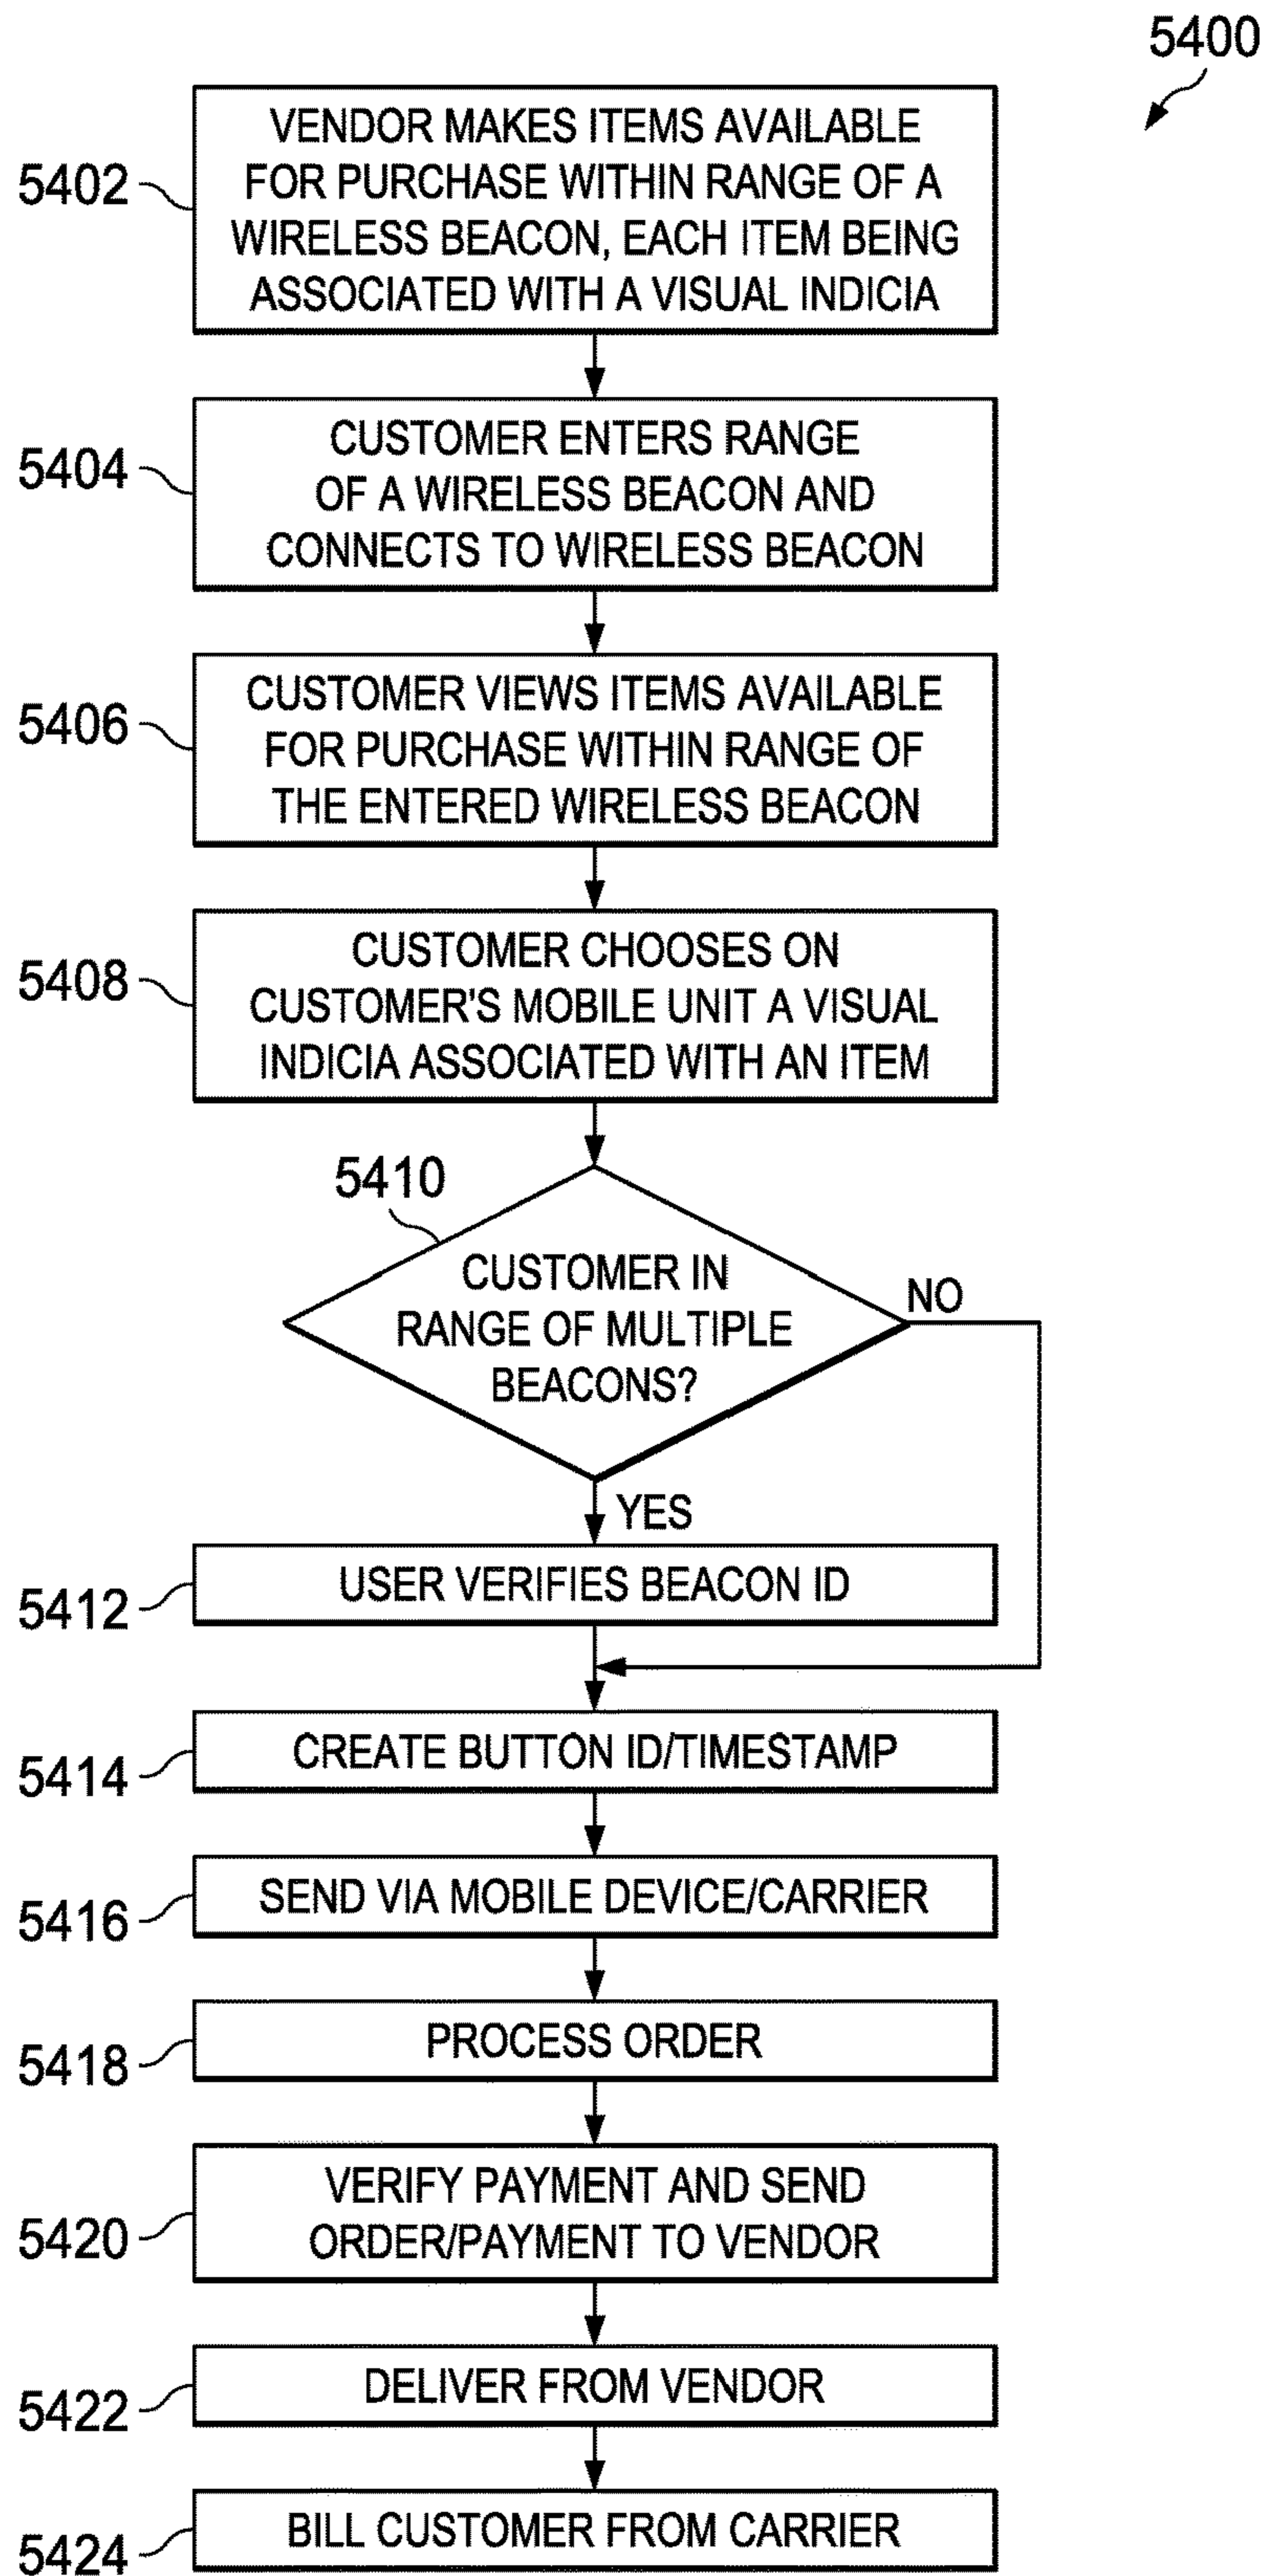 5400
5402
VENDOR MAKES ITEMS AVAILABLE
FOR PURCHASE WITHIN RANGE OF A
WIRELESS BEACON, EACH ITEM BEING
ASSOCIATED WITH A VISUAL INDICIA
5404
CUSTOMER ENTERS RANGE
OF A WIRELESS BEACON AND
CONNECTS TO WIRELESS BEACON
5406
CUSTOMER VIEWS ITEMS AVAILABLE
FOR PURCHASE WITHIN RANGE OF
THE ENTERED WIRELESS BEACON
5408
CUSTOMER CHOOSES ON
CUSTOMER'S MOBILE UNIT A VISUAL
INDICIA ASSOCIATED WITH AN ITEM
5410
CUSTOMER IN
RANGE OF MULTIPLE
BEACONS?
NO
YES
5412
USER VERIFIES BEACON ID
5414
CREATE BUTTON ID/TIMESTAMP
5416
SEND VIA MOBILE DEVICE/CARRIER
5418
PROCESS ORDER
5420
VERIFY PAYMENT AND SEND
ORDER/PAYMENT TO VENDOR
5422
DELIVER FROM VENDOR
5424
BILL CUSTOMER FROM CARRIER